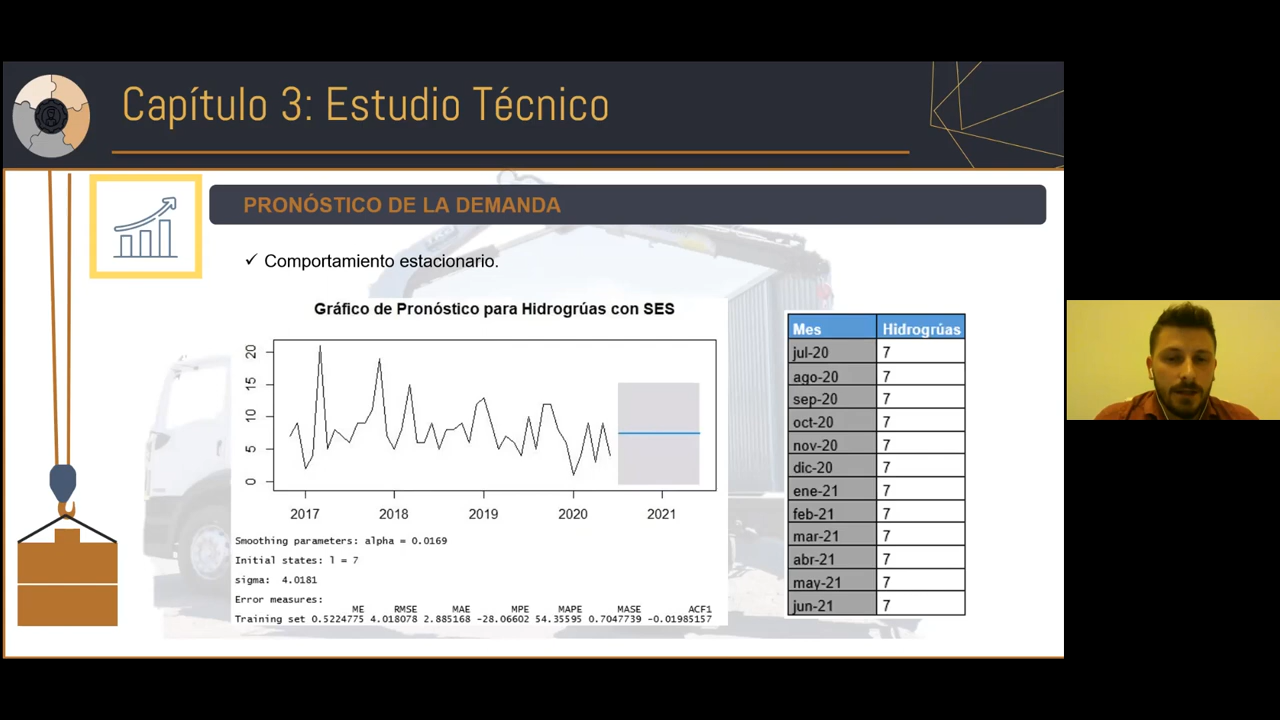 Capítulo 3: Estudio Técnico
PRONÓSTICO DE LA DEMANDA
✓ Comportamiento estacionario.
Gráfico de Pronóstico para Hidrogrúas con SES
20
15
10
5
0
2017 2018 2019 2020 2021
Smoothing parameters: alpha = 0.0169
Initial states: l = 7
sigma: 4.0181
Error measures:
ME RMSE MAE MPE MAPE MASE ACF1
Training set 0.5224775 4.018078 2.885168 -28.06602 54.35595 0.7047739 -0.01985157
Mes Hidrogrúas
jul-20 7
ago-20 7
sep-20 7
oct-20 7
nov-20 7
dic-20 7
ene-21 7
feb-21 7
mar-21 7
abr-21 7
may-21 7
jun-21 7